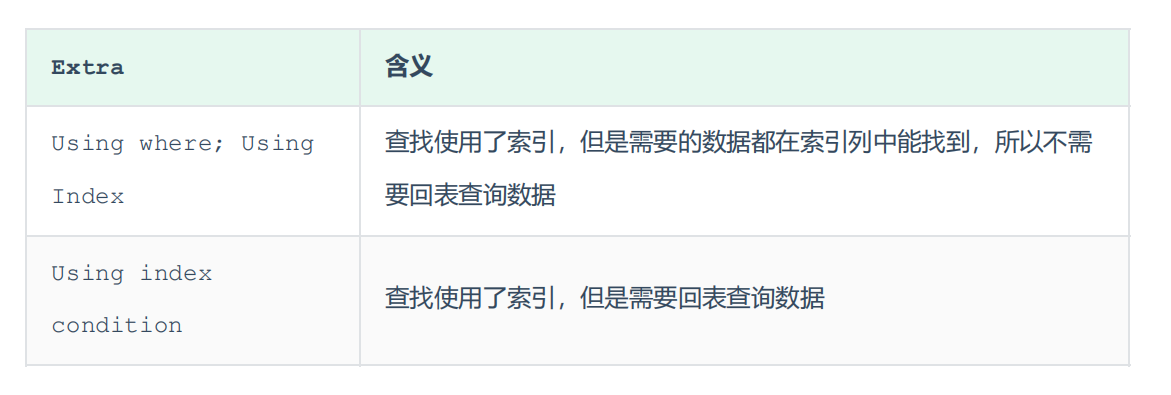 Extra
含义
Using where; Using
Index
查找使用了索引，但是需要的数据都在索引列中能找到，所以不需
要回表查询数据
Using index
condition
查找使用了索引，但是需要回表查询数据